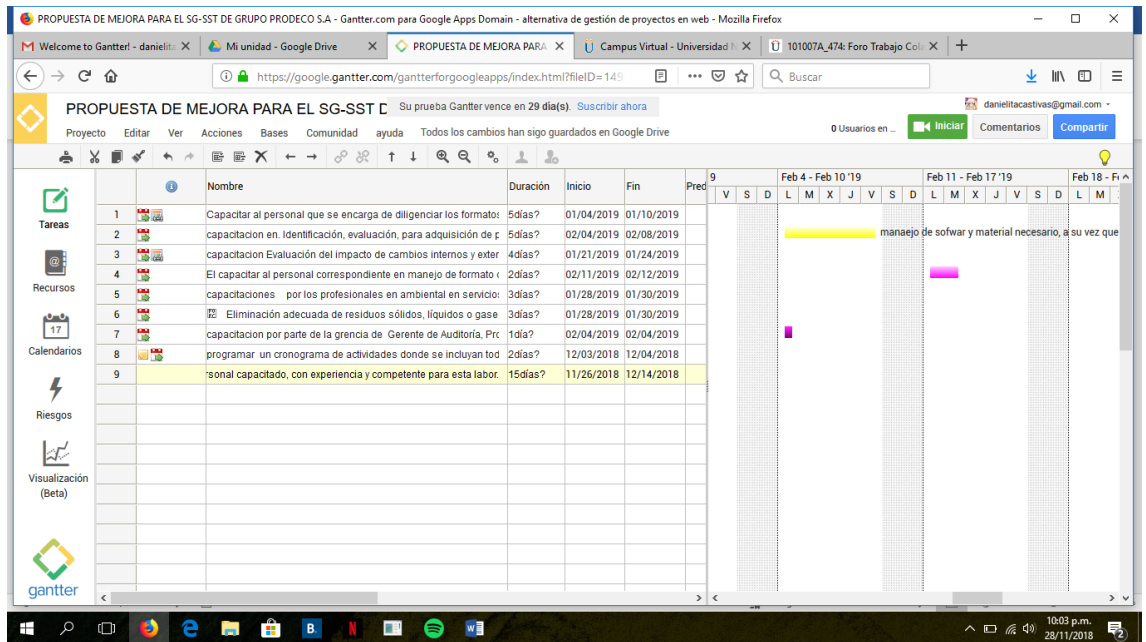 PROPUESTA DE MEJORA PARA EL SG-SST DE GRUPO PRODECO S.A - Gantter.com para Google Apps Domain - alternativa de gestión de proyectos en web - Mozilla Firefox
Welcome to Gantter! - danielit
Mi unidad - Google Drive
PROPUESTA DE MEJORA PARA
Campus Virtual - Universidad N
101007A_474: Foro Trabajo Cola
https://google.gantter.com/gantterforgoogleapps/index.html?fileID=149
Buscar
PROPUESTA DE MEJORA PARA EL SG-SST D
Su prueba Gantter vence en 29 dia(s). Suscribir ahora
danielitacastivas@gmail.com
Proyecto Editar Ver Acciones Bases Comunidad ayuda Todos los cambios han sigo guardados en Google Drive
0 Usuarios en ...
Iniciar
Comentarios
Compartir
Tareas
Recursos
17
Calendarios
Riesgos
Visualización
(Beta)
gantter
Nombre Duración Inicio Fin Pred
1 Capacitar al personal que se encarga de diligenciar los formatos 5días? 01/04/2019 01/10/2019
2 capacitacion en. Identificación, evaluación, para adquisición de p 5días? 02/04/2019 02/08/2019
3 capacitacion Evaluación del impacto de cambios internos y exter 4días? 01/21/2019 01/24/2019
4 El capacitar al personal correspondiente en manejo de formato 2días? 02/11/2019 02/12/2019
5 capacitaciones por los profesionales en ambiental en servicio 3días? 01/28/2019 01/30/2019
6 Eliminación adecuada de residuos sólidos, líquidos o gase 3días? 01/28/2019 01/30/2019
7 capacitacion por parte de la grencia de Gerente de Auditoría, Pro 1día? 02/04/2019 02/04/2019
8 programar un cronograma de actividades donde se incluyan tod 2días? 12/03/2018 12/04/2018
9 rsonal capacitado, con experiencia y competente para esta labor. 15días? 11/26/2018 12/14/2018
9 Feb 4 - Feb 10 '19 Feb 11 - Feb 17 '19 Feb 18 - Fe
V S D L M X J V S D L M X J V S D L M
manaejo de sofwar y material necesario, a su vez que
B.
N
10:03 p.m.
28/11/2018
2